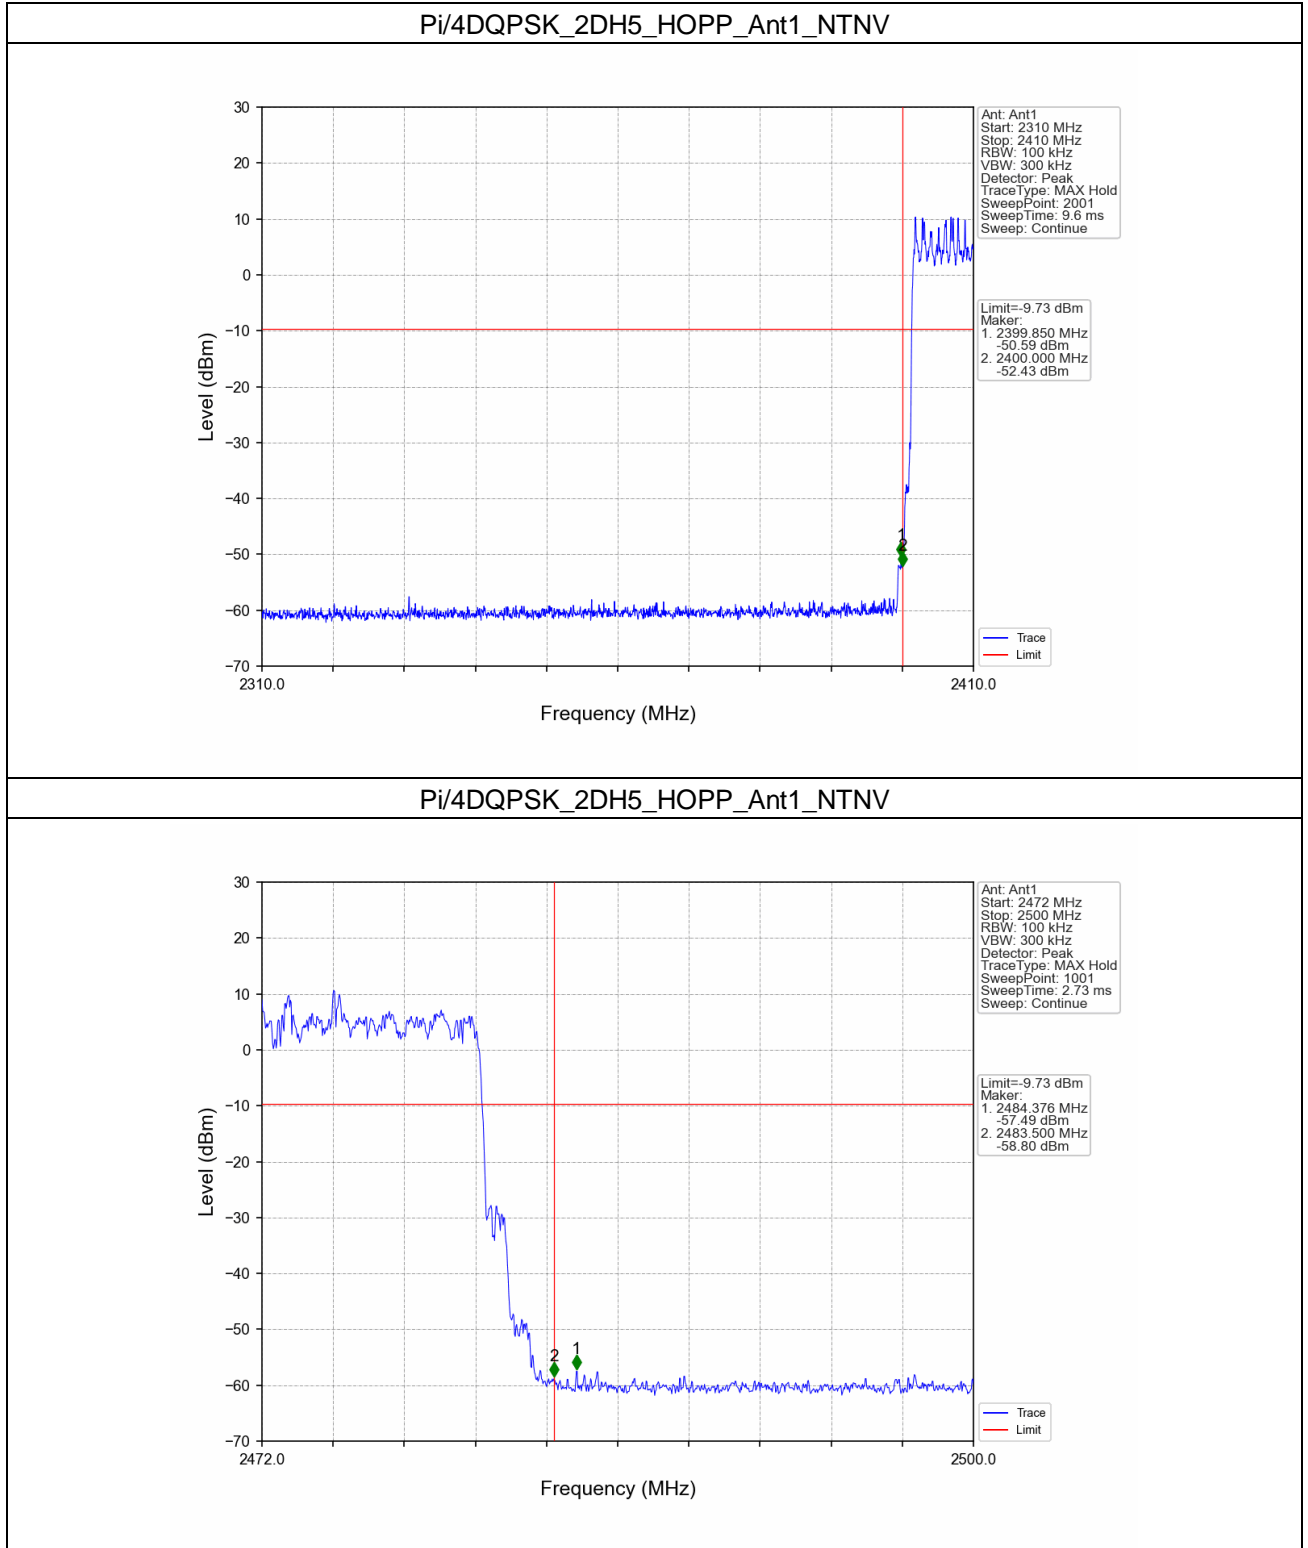 Pi/4DQPSK_2DH5_HOPP_Ant1_NTNV
30
20
10
0
−10
−20
−30
−40
−50
−60
−70
Level (dBm)
2310.0
2410.0
Frequency (MHz)
1
2
Ant: Ant1
Start: 2310 MHz
Stop: 2410 MHz
RBW: 100 kHz
VBW: 300 kHz
Detector: Peak
TraceType: MAX Hold
SweepPoint: 2001
SweepTime: 9.6 ms
Sweep: Continue
Limit=-9.73 dBm
Maker:
1. 2399.850 MHz
-50.59 dBm
2. 2400.000 MHz
-52.43 dBm
Trace
Limit
Pi/4DQPSK_2DH5_HOPP_Ant1_NTNV
30
20
10
0
−10
−20
−30
−40
−50
−60
−70
Level (dBm)
2472.0
2500.0
Frequency (MHz)
2
1
Ant: Ant1
Start: 2472 MHz
Stop: 2500 MHz
RBW: 100 kHz
VBW: 300 kHz
Detector: Peak
TraceType: MAX Hold
SweepPoint: 1001
SweepTime: 2.73 ms
Sweep: Continue
Limit=-9.73 dBm
Maker:
1. 2484.376 MHz
-57.49 dBm
2. 2483.500 MHz
-58.80 dBm
Trace
Limit